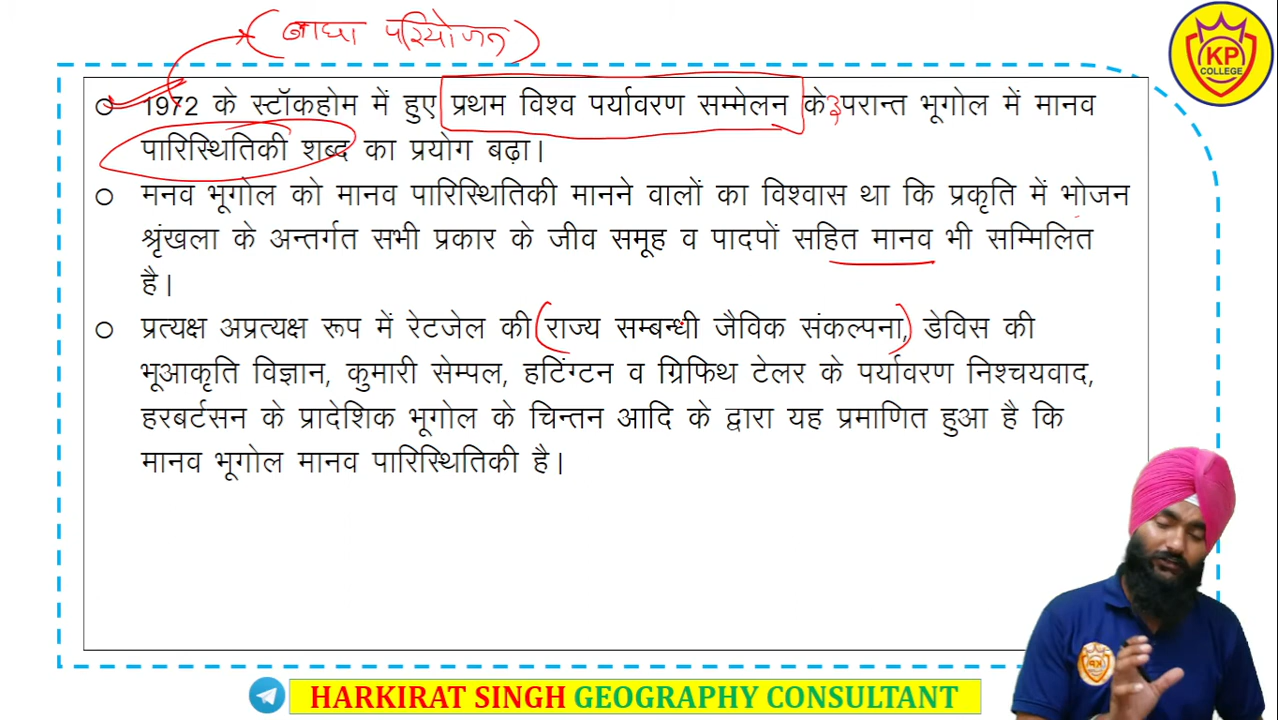 (बाघा परियोजन)
KP
COLLEGE
1972 के स्टॉकहोम में हुए प्रथम विश्व पर्यावरण सम्मेलन के उपरान्त भूगोल में मानव
पारिस्थितिकी शब्द का प्रयोग बढ़ा।
मनव भूगोल को मानव पारिस्थितिकी मानने वालों का विश्वास था कि प्रकृति में भोजन
श्रृंखला के अन्तर्गत सभी प्रकार के जीव समूह व पादपों सहित मानव भी सम्मिलित
है।
प्रत्यक्ष अप्रत्यक्ष रूप में रेटजेल की (राज्य सम्बन्धी जैविक संकल्पना,) डेविस की
भूआकृति विज्ञान, कुमारी सेम्पल, हटिंग्टन व ग्रिफिथ टेलर के पर्यावरण निश्चयवाद,
हरबर्टसन के प्रादेशिक भूगोल के चिन्तन आदि के द्वारा यह प्रमाणित हुआ है कि
मानव भूगोल मानव पारिस्थितिकी है।
HARKIRAT SINGH GEOGRAPHY CONSULTANT